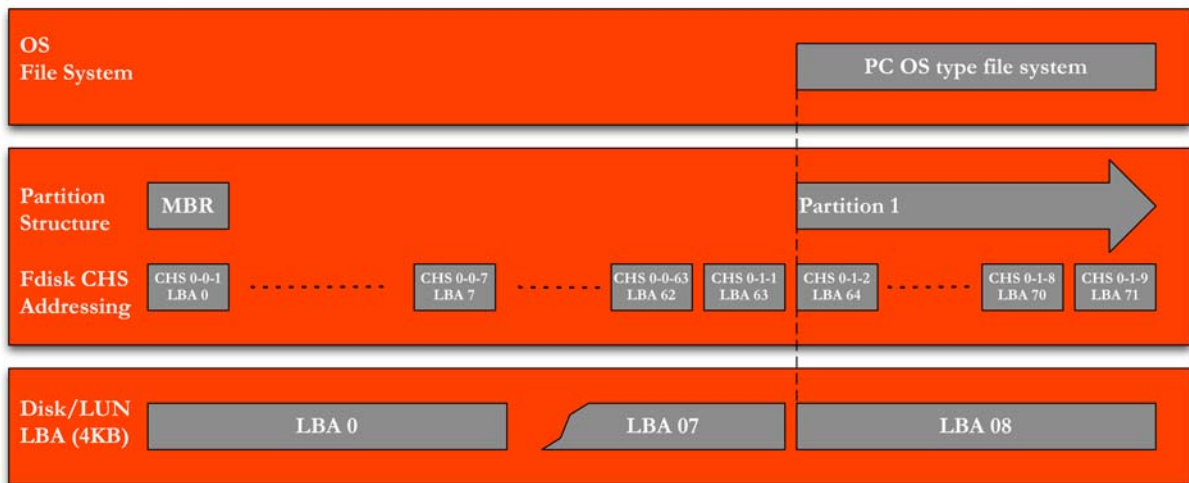 OS
File System
PC OS type file system
Partition
Structure
MBR
Partition 1
Fdisk CHS
Addressing
CHS 0-0-1
LBA 0
CHS 0-0-7
LBA 7
CHS 0-0-63
LBA 62
CHS 0-1-1
LBA 63
CHS 0-1-2
LBA 64
CHS 0-1-8
LBA 70
CHS 0-1-9
LBA 71
Disk/LUN
LBA (4KB)
LBA 0
LBA 07
LBA 08